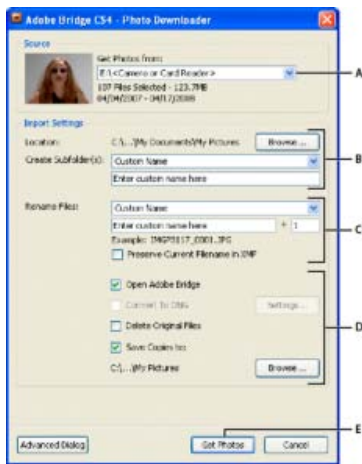 Adobe Bridge CS4 - Photo Downloader
Source
Get Photos from:
E:\<Camera or Card Reader>
107 Files Selected - 123.7MB
04/04/2007 - 04/17/2008
A
Import Settings
Location: C:\...\My Documents\My Pictures Browse ...
Create Subfolder(s): Custom Name
B
Enter custom name here
Rename Files: Custom Name
Enter custom name here + 1
C
Example: IMGP3117_0001.JPG
Preserve Current Filename in XMP
Open Adobe Bridge
Convert To DNG Settings...
Delete Original Files
D
Save Copies to:
C:\...\My Pictures Browse ...
E
Advanced Dialog Get Photos Cancel